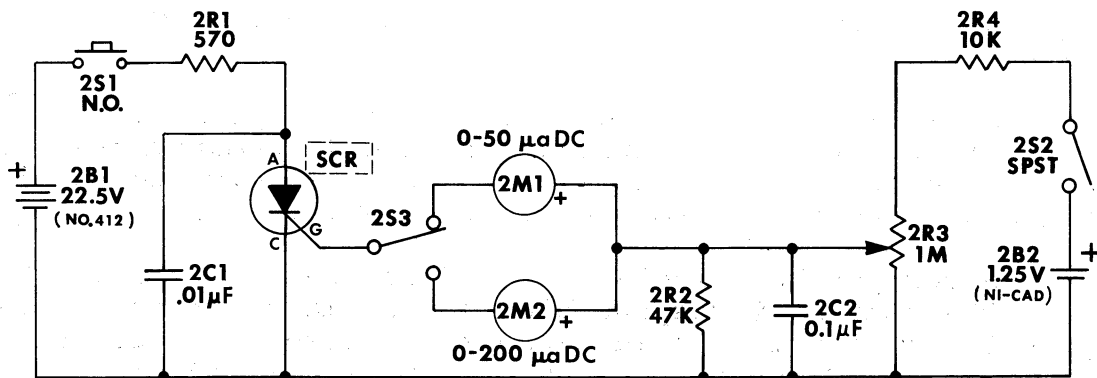 2R1
570
2S1
N.O.
2R4
10K
A
SCR
0-50 μa DC
2M1
+
2S2
SPST
+
2B1
22.5V
(NO.412)
C
G
2S3
2R3
1M
+
2B2
1.25V
(NI-CAD)
2C1
.01μF
2M2
+
2R2
47K
2C2
0.1μF
0-200 μa DC